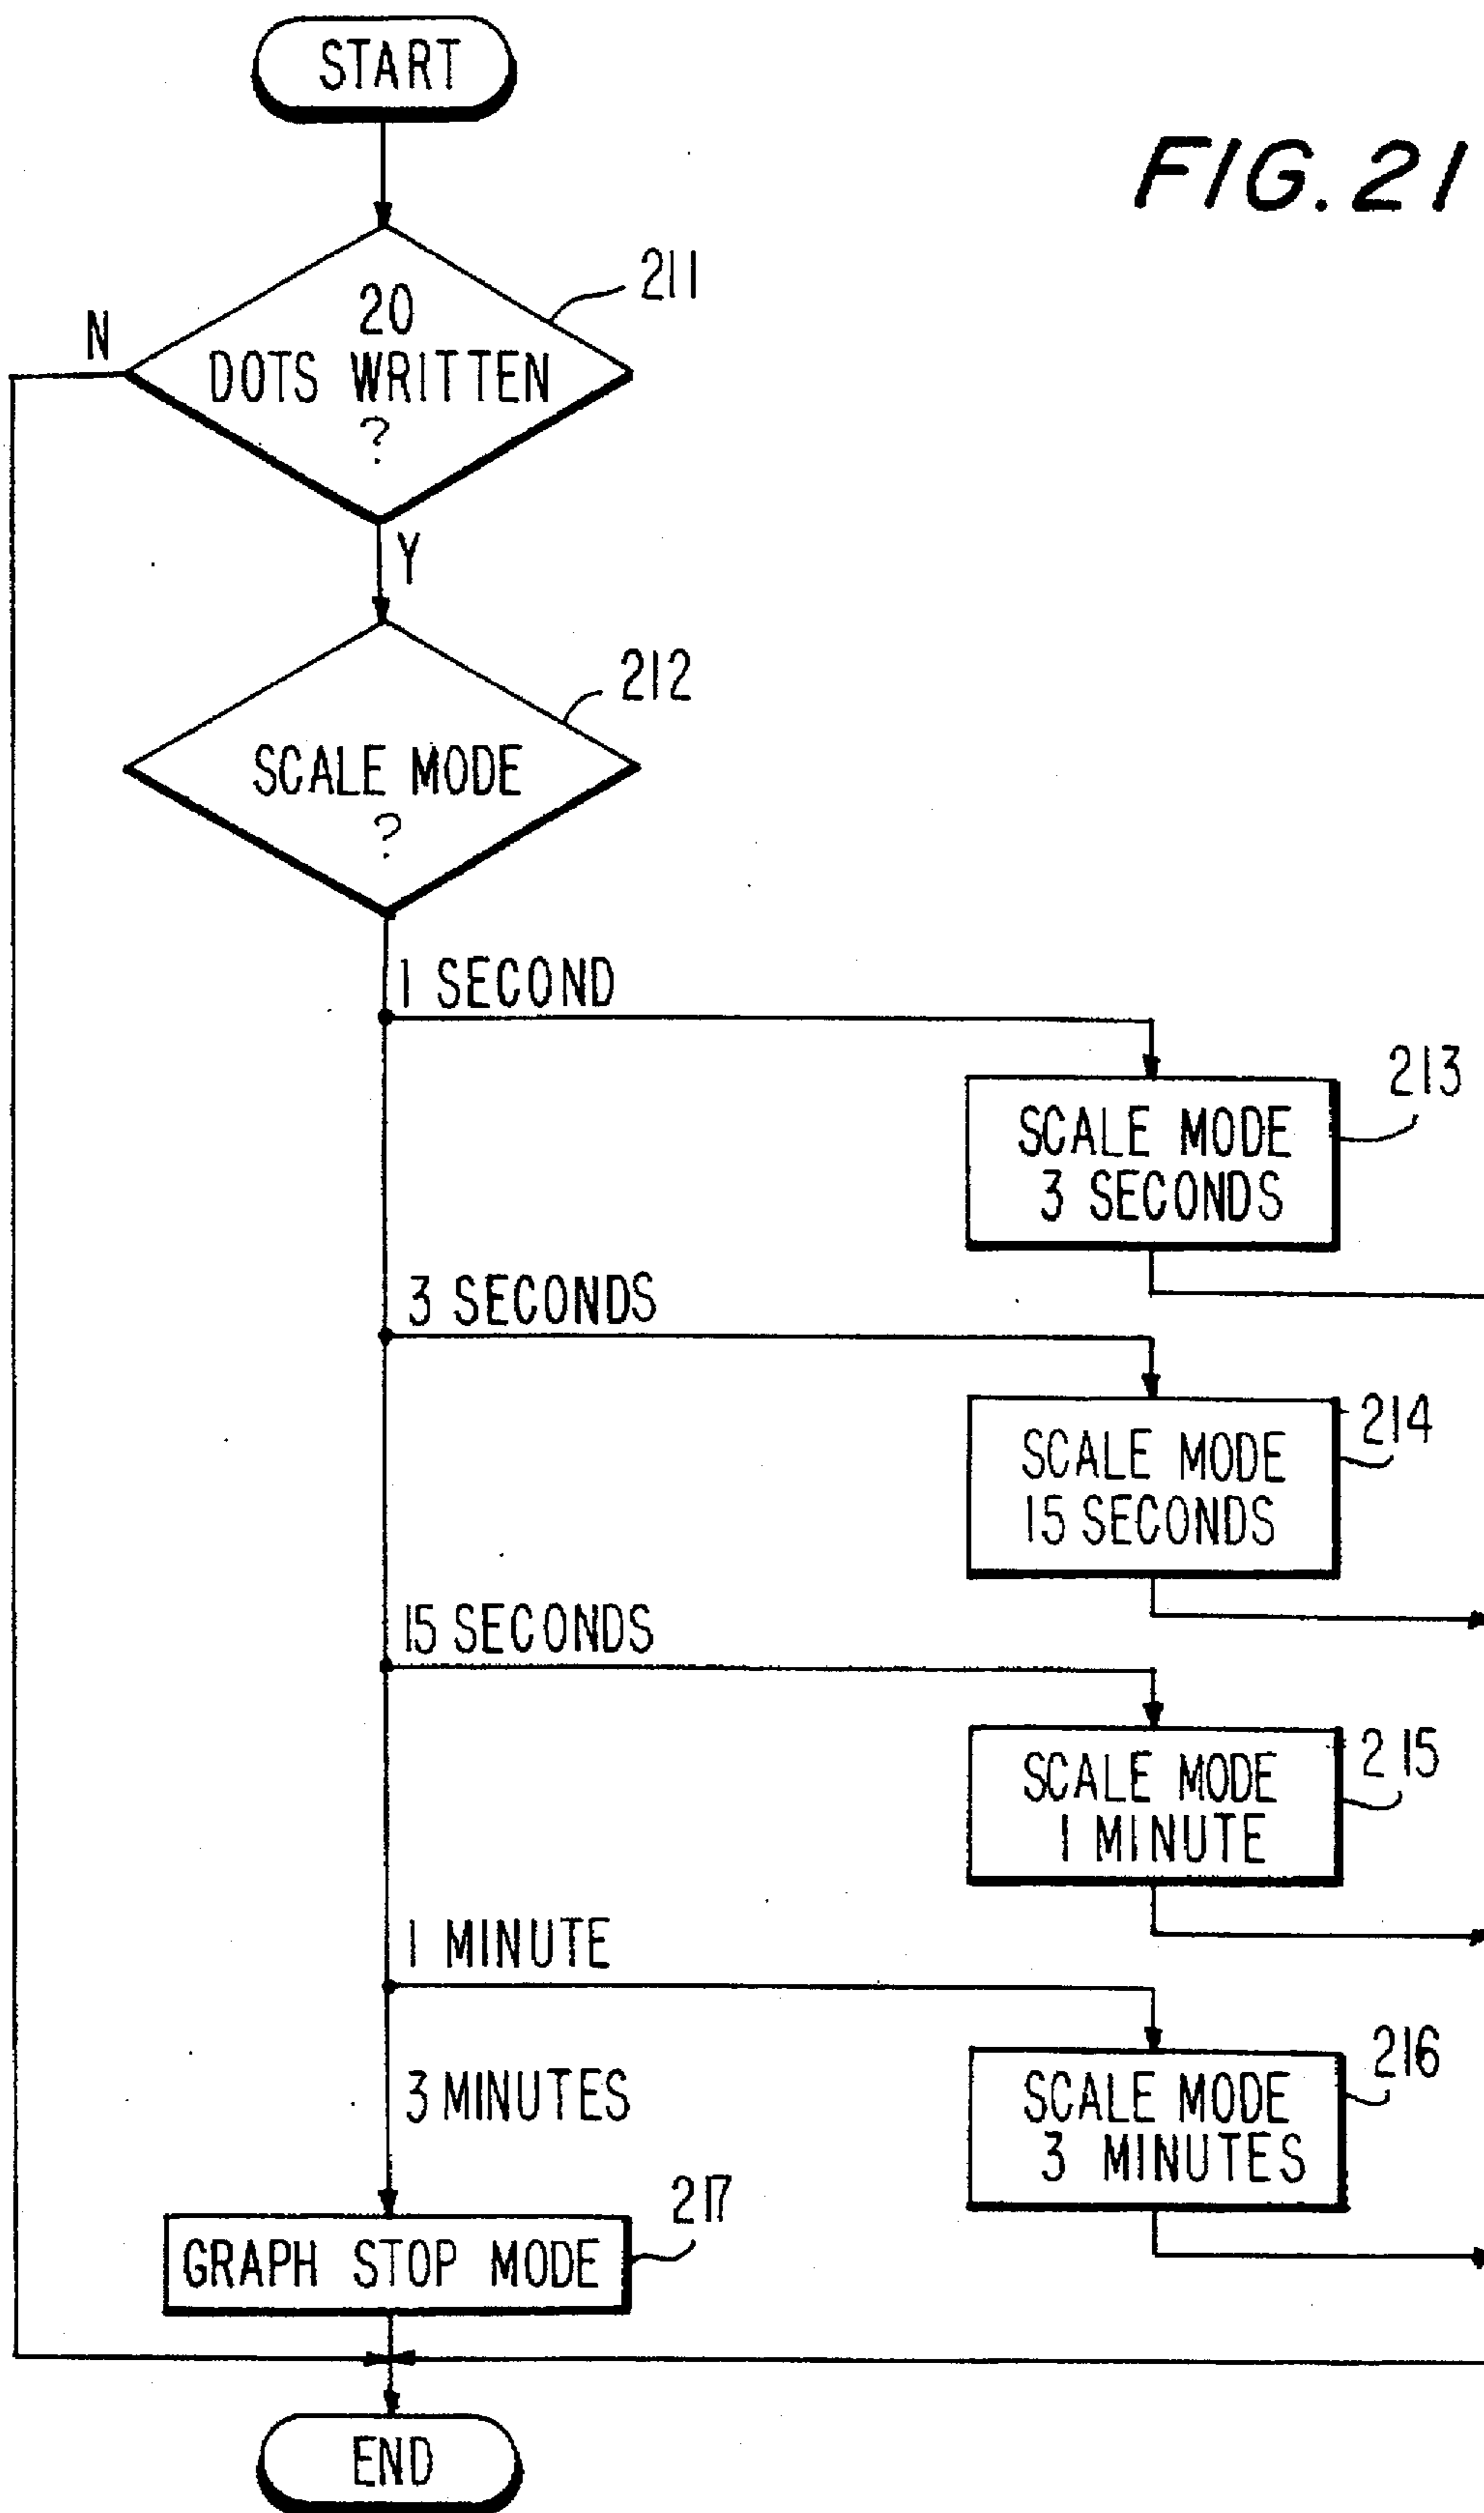 START
FIG. 21
211
20
DOTS WRITTEN
?
N
Y
212
SCALE MODE
?
1 SECOND
213
SCALE MODE
3 SECONDS
3 SECONDS
214
SCALE MODE
15 SECONDS
15 SECONDS
215
SCALE MODE
1 MINUTE
1 MINUTE
216
SCALE MODE
3 MINUTES
3 MINUTES
217
GRAPH STOP MODE
END